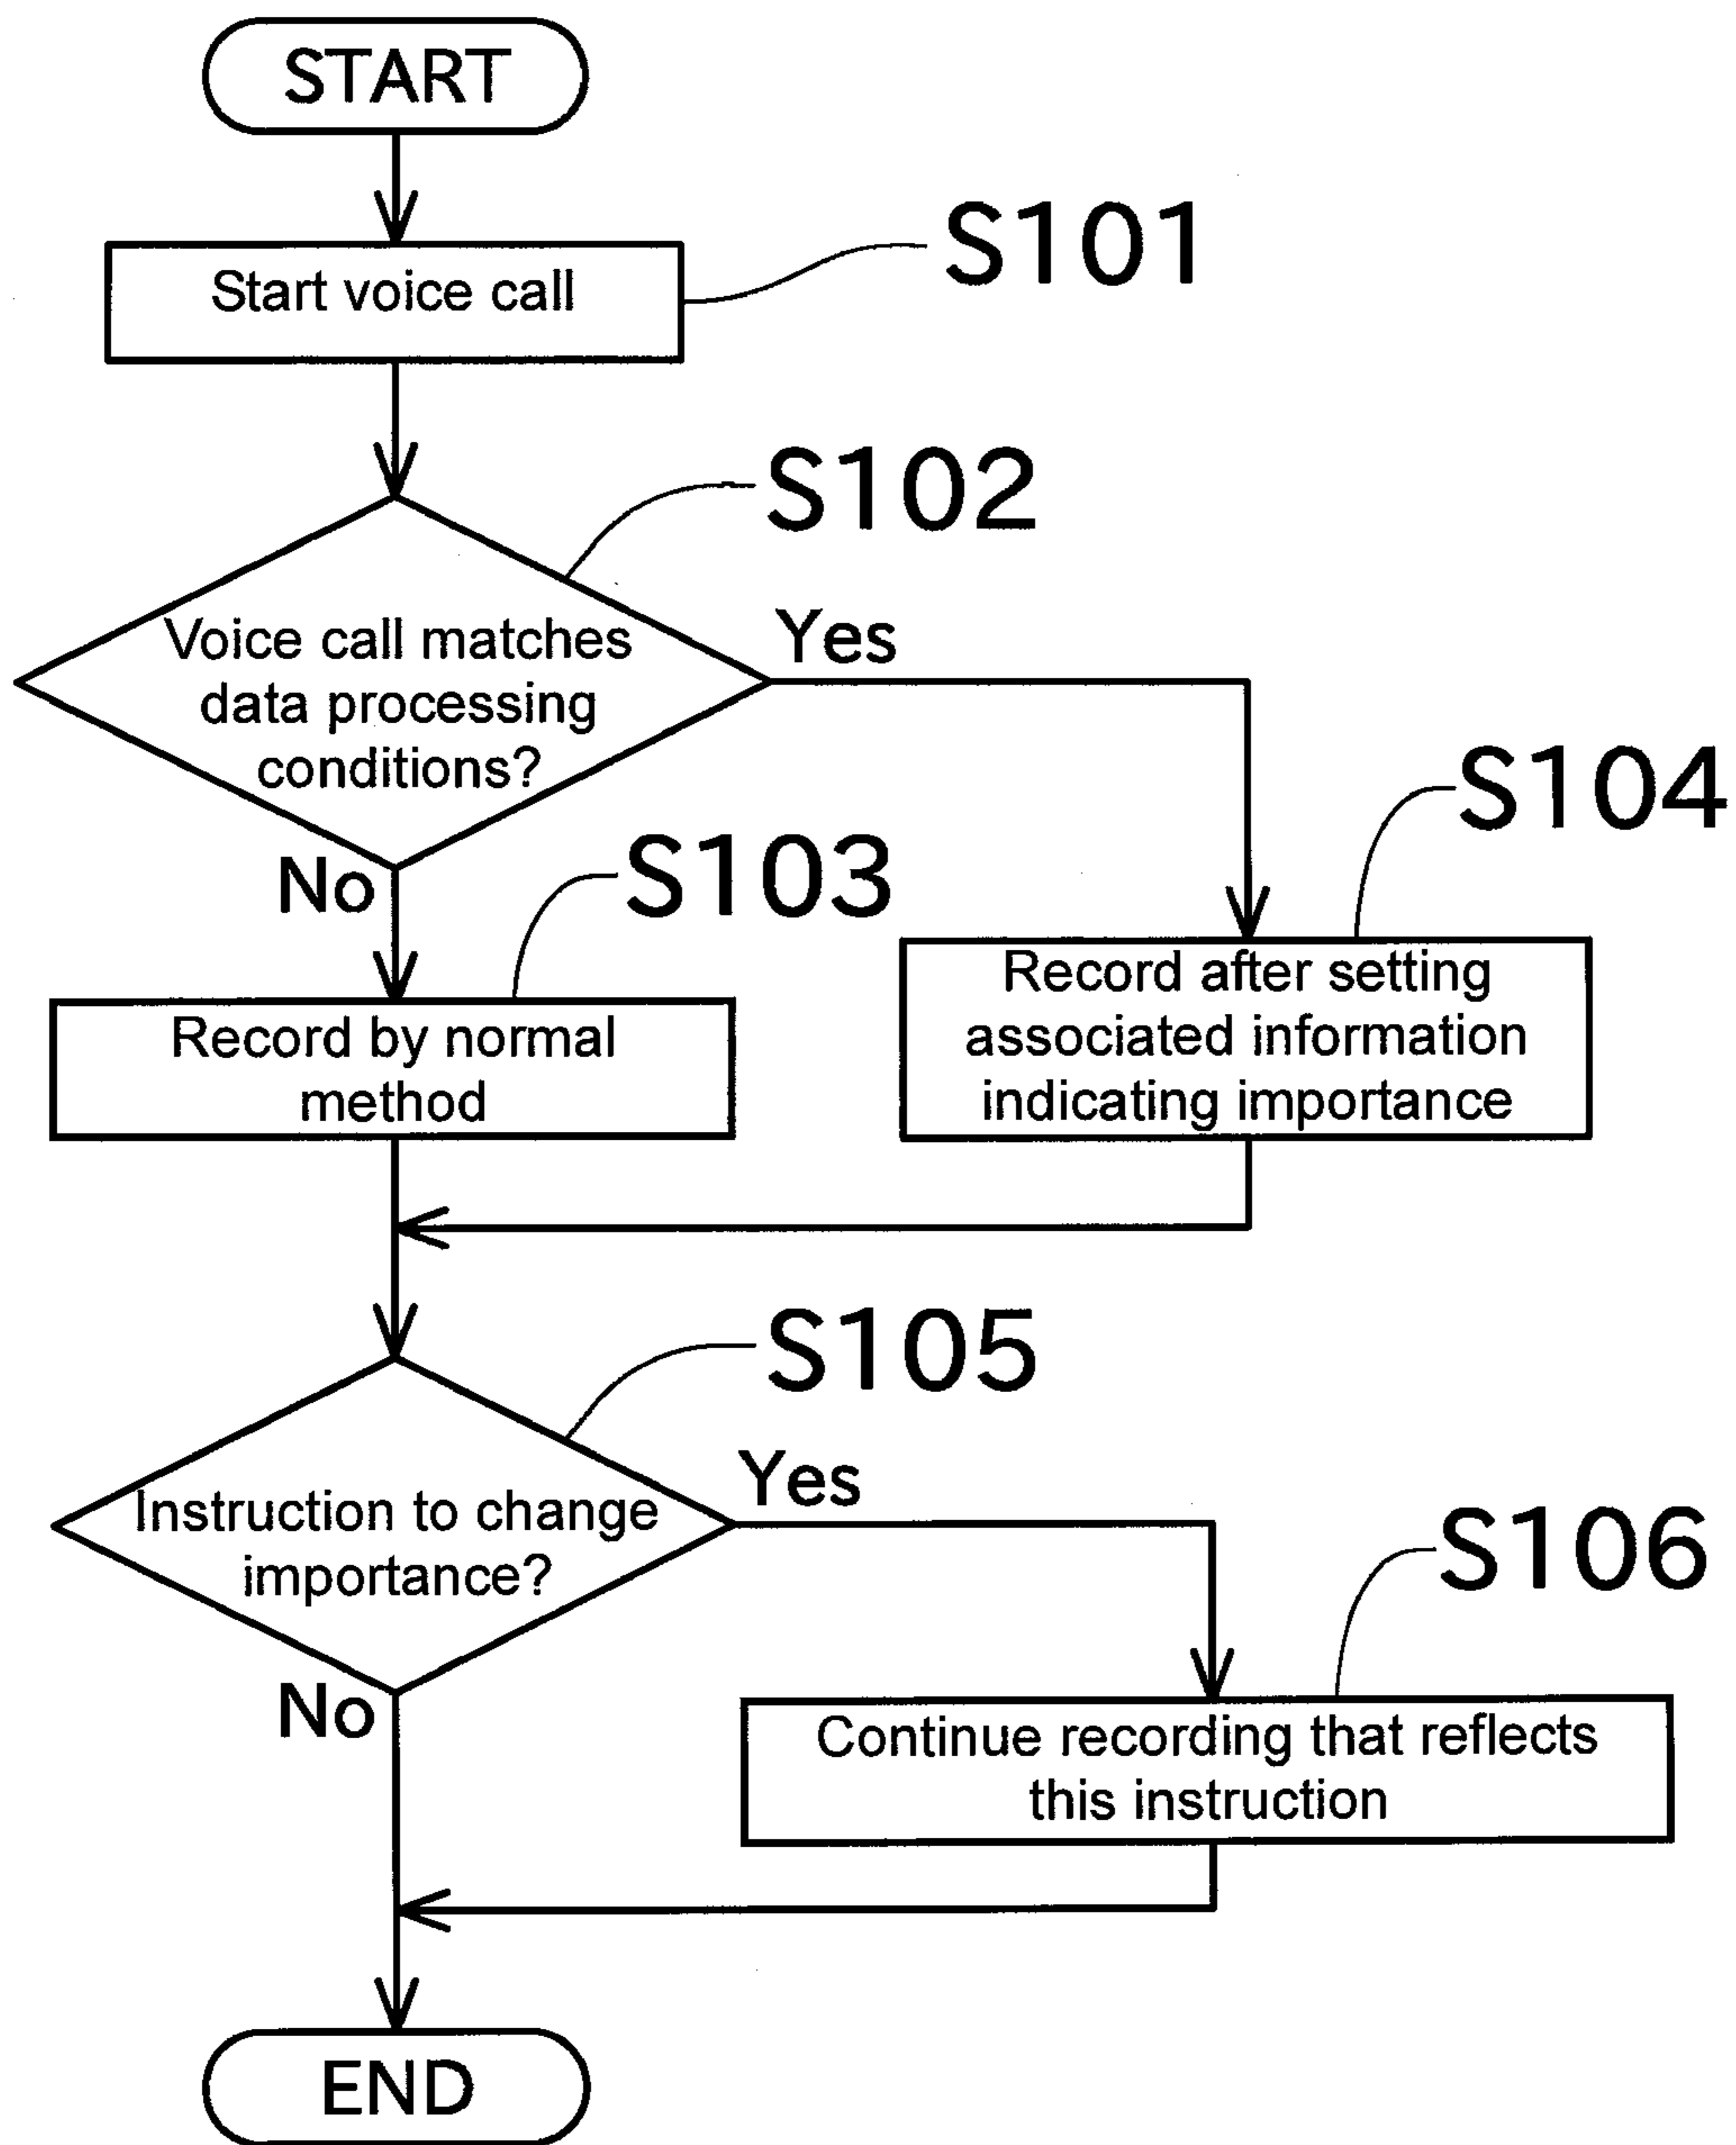 START
S101
Start voice call
S102
Voice call matches
data processing
conditions?
Yes
No
S103
Record by normal
method
S104
Record after setting
associated information
indicating importance
S105
Instruction to change
importance?
Yes
No
S106
Continue recording that reflects
this instruction
END